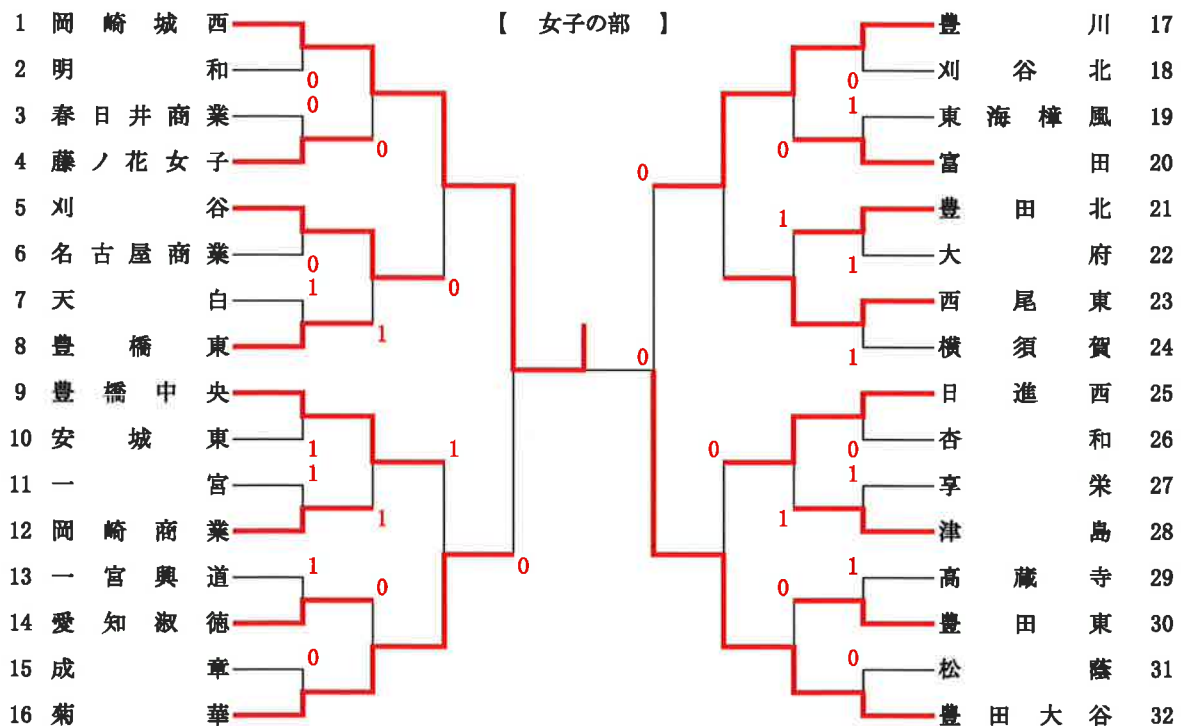 【 女子の部 】
1 岡崎城西
2 明和
0
0
3 春日井商業
4 藤ノ花女子
0
5 刈谷
6 名古屋商業
0
1
7 天白
8 豊橋東
1
0
9 豊橋中央
10 安城東
1
1
11 一宮
12 岡崎商業
1
1
13 一宮興道
1
14 愛知淑徳
0
15 成章
0
16 菊華
0
0
0
豊川 17
刈谷北 18
0
1
東海樟風 19
富田 20
0
豊田北 21
大府 22
1
1
西尾東 23
横須賀 24
1
日進西 25
杏和 26
0
0
1
享栄 27
津島 28
1
高蔵寺 29
1
豊田東 30
0
松蔭 31
0
豊田大谷 32